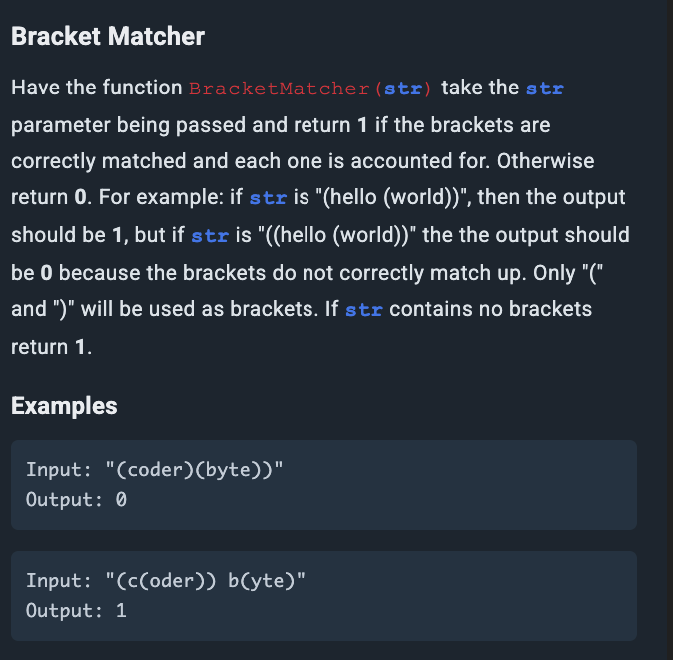 Bracket Matcher
Have the function BracketMatcher(str) take the str
parameter being passed and return 1 if the brackets are
correctly matched and each one is accounted for. Otherwise
return 0. For example: if str is "(hello (world))", then the output
should be 1, but if str is "((hello (world))" the the output should
be 0 because the brackets do not correctly match up. Only "("
and ")" will be used as brackets. If str contains no brackets
return 1.
Examples
Input: "(coder)(byte))"
Output: 0
Input: "(c(oder)) b(yte)"
Output: 1